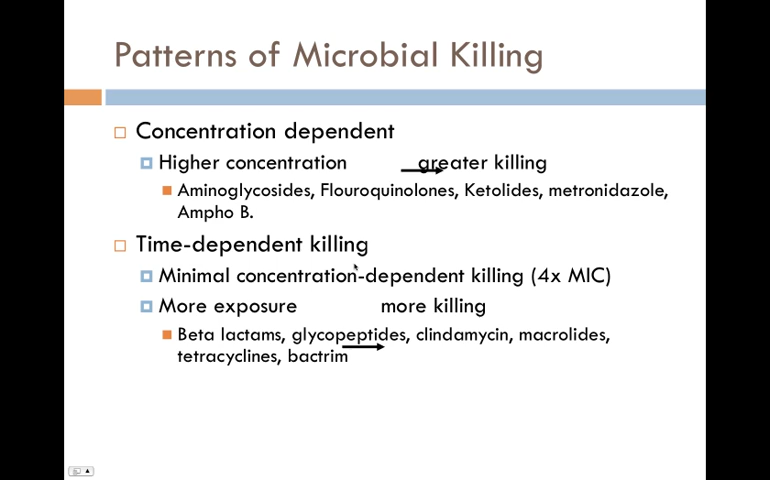 Patterns of Microbial Killing
Concentration dependent
Higher concentration greater killing
Aminoglycosides, Flouroquinolones, Ketolides, metronidazole,
Ampho B.
Time-dependent killing
Minimal concentration-dependent killing (4x MIC)
More exposure more killing
Beta lactams, glycopeptides, clindamycin, macrolides,
tetracyclines, bactrim